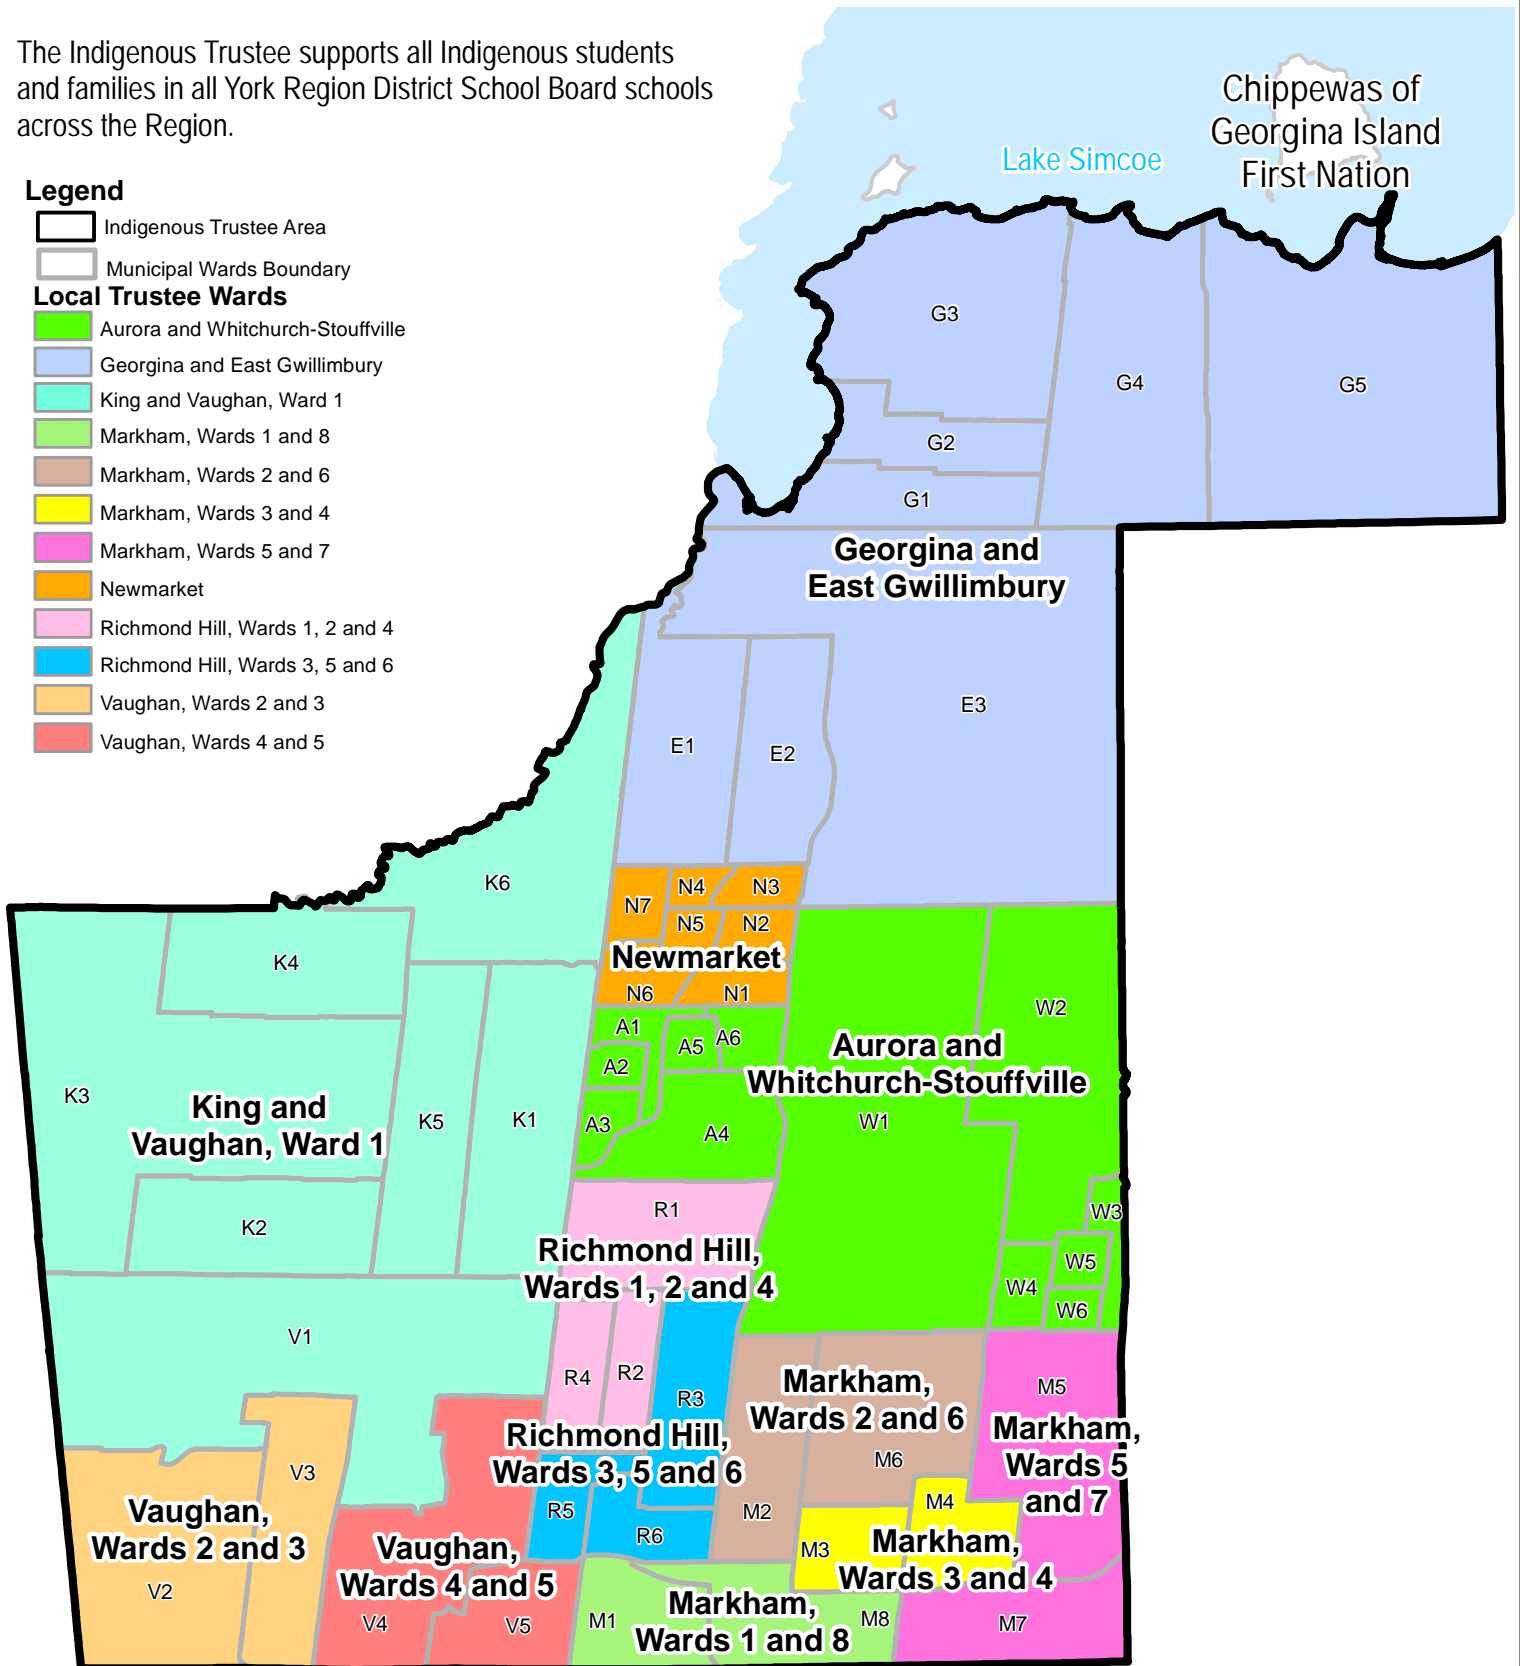 The Indigenous Trustee supports all Indigenous students
and families in all York Region District School Board schools
across the Region.
Chippewas of
Georgina Island
First Nation
Lake Simcoe
Legend
Indigenous Trustee Area
Municipal Wards Boundary
Local Trustee Wards
Aurora and Whitchurch-Stouffville
Georgina and East Gwillimbury
King and Vaughan, Ward 1
Markham, Wards 1 and 8
Markham, Wards 2 and 6
Markham, Wards 3 and 4
Markham, Wards 5 and 7
Newmarket
Richmond Hill, Wards 1, 2 and 4
Richmond Hill, Wards 3, 5 and 6
Vaughan, Wards 2 and 3
Vaughan, Wards 4 and 5
G3
G4
G5
G2
G1
Georgina and
East Gwillimbury
E3
E1
E2
K6
N4
N3
N7
N5
N2
Newmarket
N6
N1
K4
W2
A1
A6
A5
A2
Aurora and
Whitchurch-Stouffville
K3
King and
Vaughan, Ward 1
K5
K1
A3
A4
W1
K2
R1
W3
Richmond Hill,
Wards 1, 2 and 4
W5
W4
W6
V1
R4
R2
R3
Markham,
Wards 2 and 6
M6
M5
Markham,
Wards 5
and 7
Richmond Hill,
Wards 3, 5 and 6
V3
Vaughan,
Wards 2 and 3
V2
R5
R6
M2
M4
M3
Markham,
Wards 3 and 4
Vaughan,
Wards 4 and 5
V4
V5
M1
Markham,
Wards 1 and 8
M8
M7